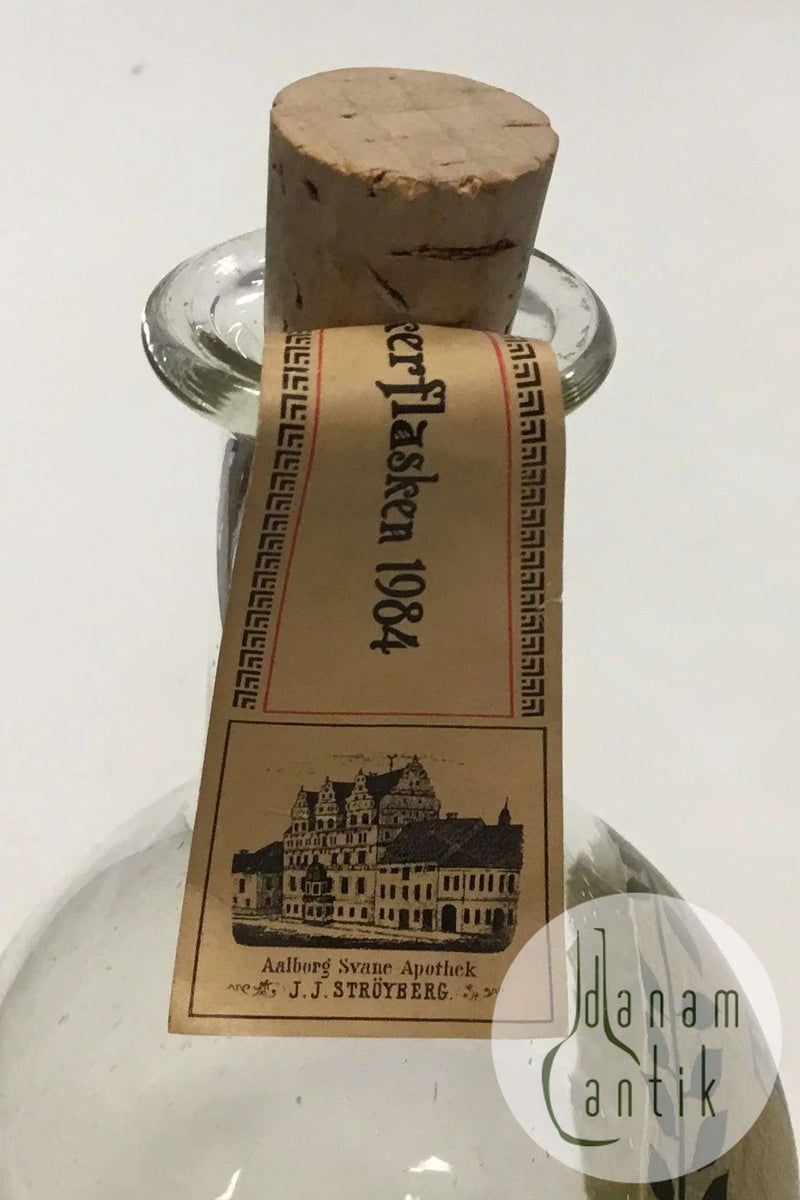 erflasken 1984
Aalborg Svane Apothek
J. J. STRÖYBERG.
danam
antik